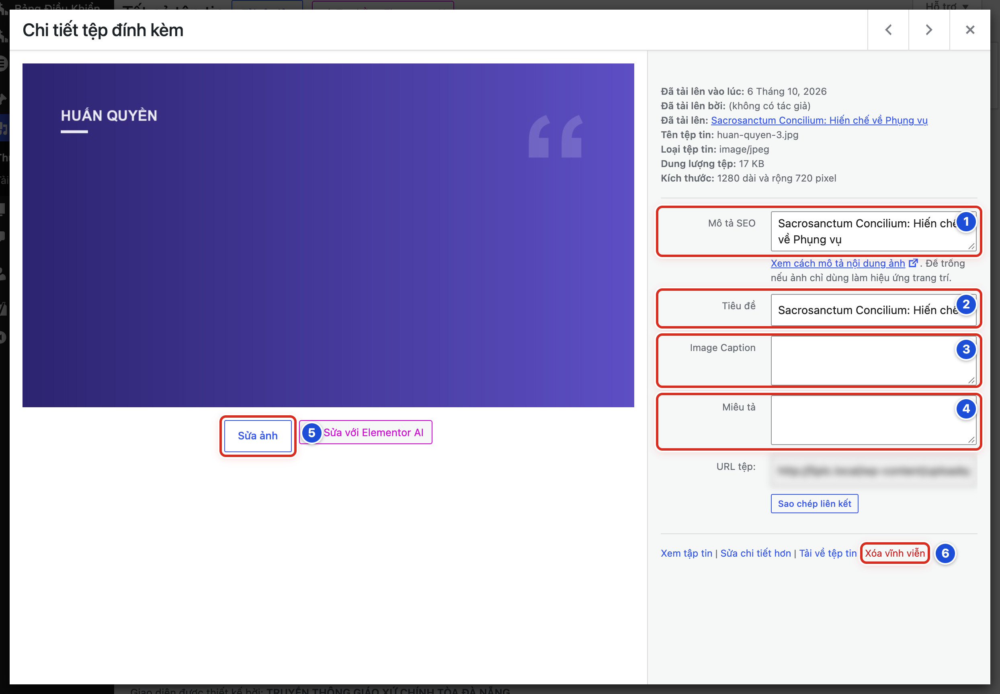 Bảng Điều Khiển
Hỗ trợ
Chi tiết tệp đính kèm
HUẤN QUYỀN
Đã tải lên vào lúc: 6 Tháng 10, 2026
Đã tải lên bởi: (không có tác giả)
Đã tải lên: Sacrosanctum Concilium: Hiến chế về Phụng vụ
Tên tệp tin: huan-quyen-3.jpg
Loại tệp tin: image/jpeg
Dung lượng tệp: 17 KB
Kích thước: 1280 dài và rộng 720 pixel
Mô tả SEO
Sacrosanctum Concilium: Hiến chế
về Phụng vụ
1
Xem cách mô tả nội dung ảnh. Để trống
nếu ảnh chỉ dùng làm hiệu ứng trang trí.
Tiêu đề
Sacrosanctum Concilium: Hiến chế
2
Image Caption
3
Miêu tả
4
Sửa ảnh
5
Sửa với Elementor AI
URL tệp:
Sao chép liên kết
Xem tập tin | Sửa chi tiết hơn | Tải về tệp tin Xóa vĩnh viễn 6
Giao diện được thiết kế bởi: TRUYỀN THÔNG GIÁO XỨ CHÍNH TÒA ĐÀ NẴNG